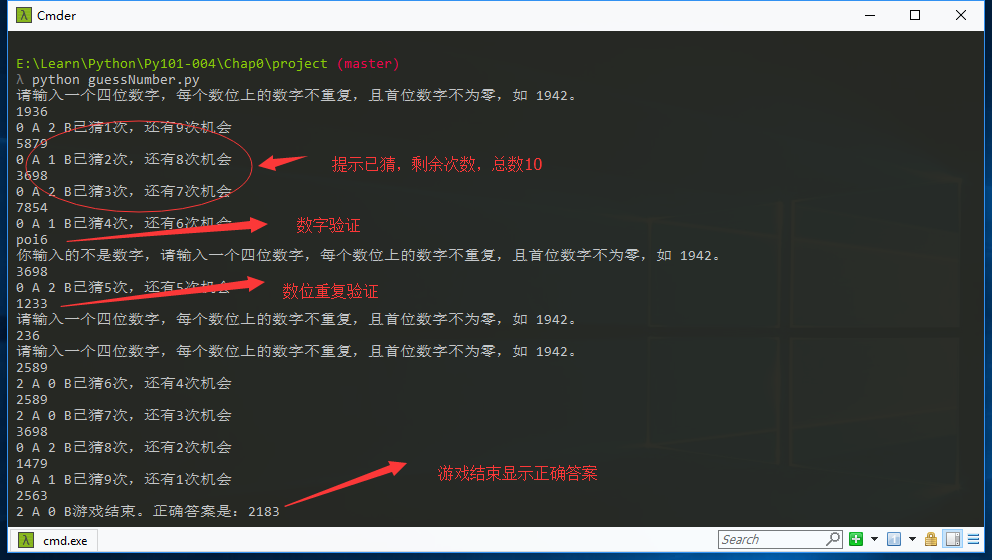 Cmder
E:\Learn\Python\Py101-004\Chap0\project (master)
λ python guessNumber.py
请输入一个四位数字，每个数位上的数字不重复，且首位数字不为零，如 1942。
1936
0 A 2 B已猜1次，还有9次机会
5879
0 A 1 B已猜2次，还有8次机会
提示已猜，剩余次数，总数10
3698
0 A 2 B已猜3次，还有7次机会
7854
0 A 1 B已猜4次，还有6次机会
数字验证
poi6
你输入的不是数字，请输入一个四位数字，每个数位上的数字不重复，且首位数字不为零，如 1942。
3698
0 A 2 B已猜5次，还有5次机会
数位重复验证
1233
请输入一个四位数字，每个数位上的数字不重复，且首位数字不为零，如 1942。
236
请输入一个四位数字，每个数位上的数字不重复，且首位数字不为零，如 1942。
2589
2 A 0 B已猜6次，还有4次机会
2589
2 A 0 B已猜7次，还有3次机会
3698
0 A 2 B已猜8次，还有2次机会
1479
0 A 1 B已猜9次，还有1次机会
游戏结束显示正确答案
2563
2 A 0 B游戏结束。正确答案是：2183
λ cmd.exe
Search